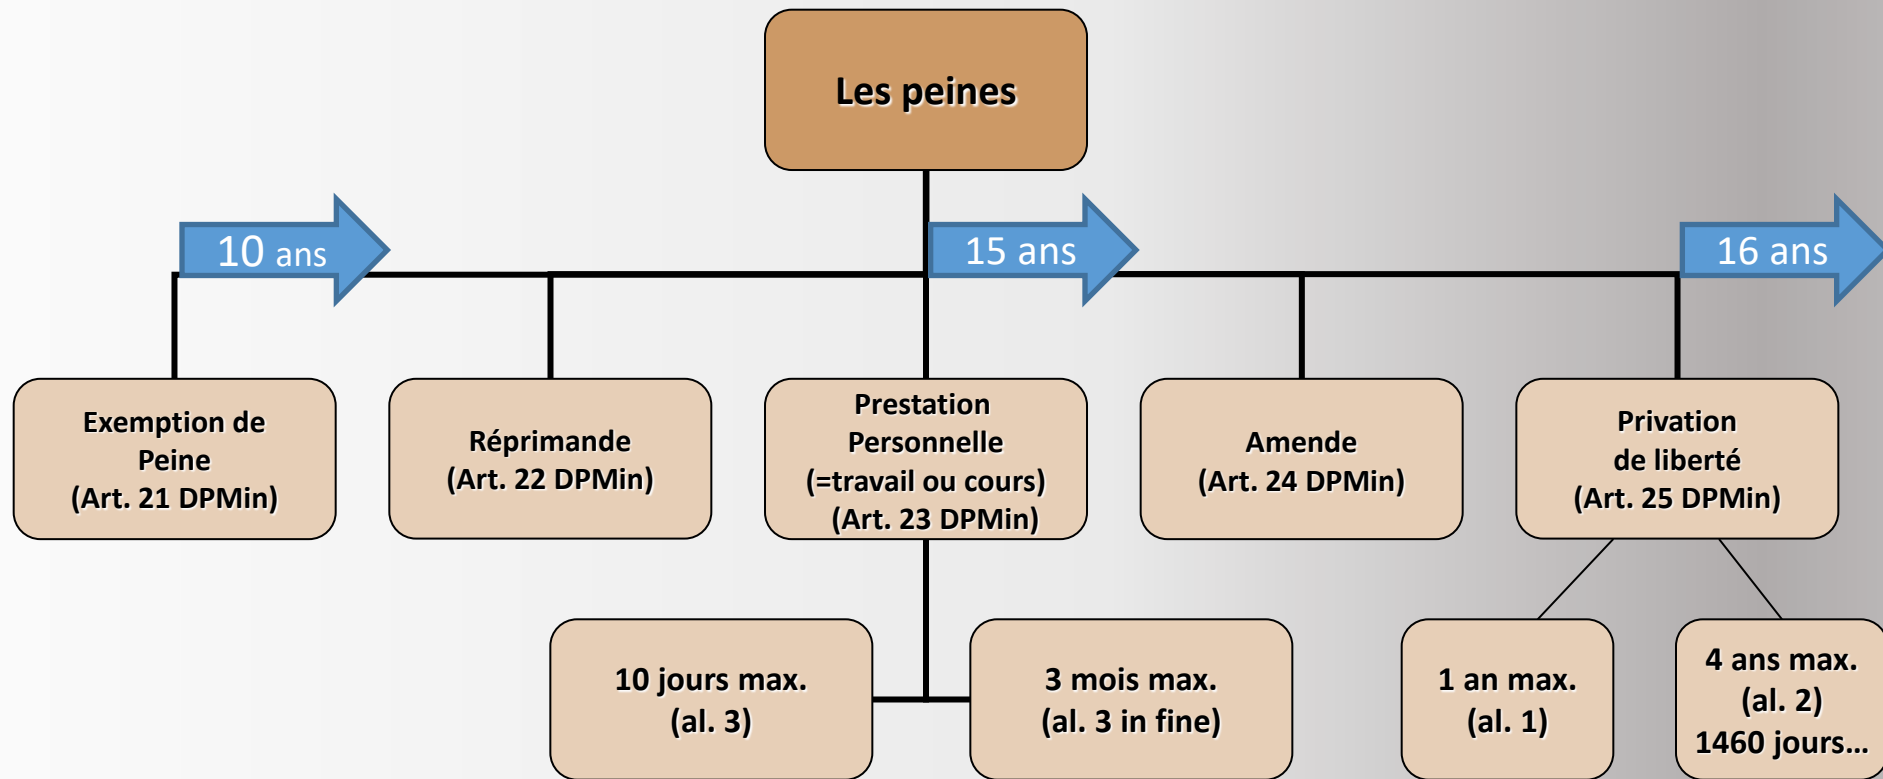 Les peines
10 ans
15 ans
16 ans
Exemption de
Peine
(Art. 21 DPMin)
Réprimande
(Art. 22 DPMin)
Prestation
Personnelle
(=travail ou cours)
(Art. 23 DPMin)
Amende
(Art. 24 DPMin)
Privation
de liberté
(Art. 25 DPMin)
10 jours max.
(al. 3)
3 mois max.
(al. 3 in fine)
1 an max.
(al. 1)
4 ans max.
(al. 2)
1460 jours...